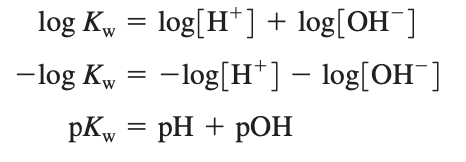 log K_w = log[H⁺] + log[OH⁻]
−log K_w = −log[H⁺] − log[OH⁻]
pK_w = pH + pOH